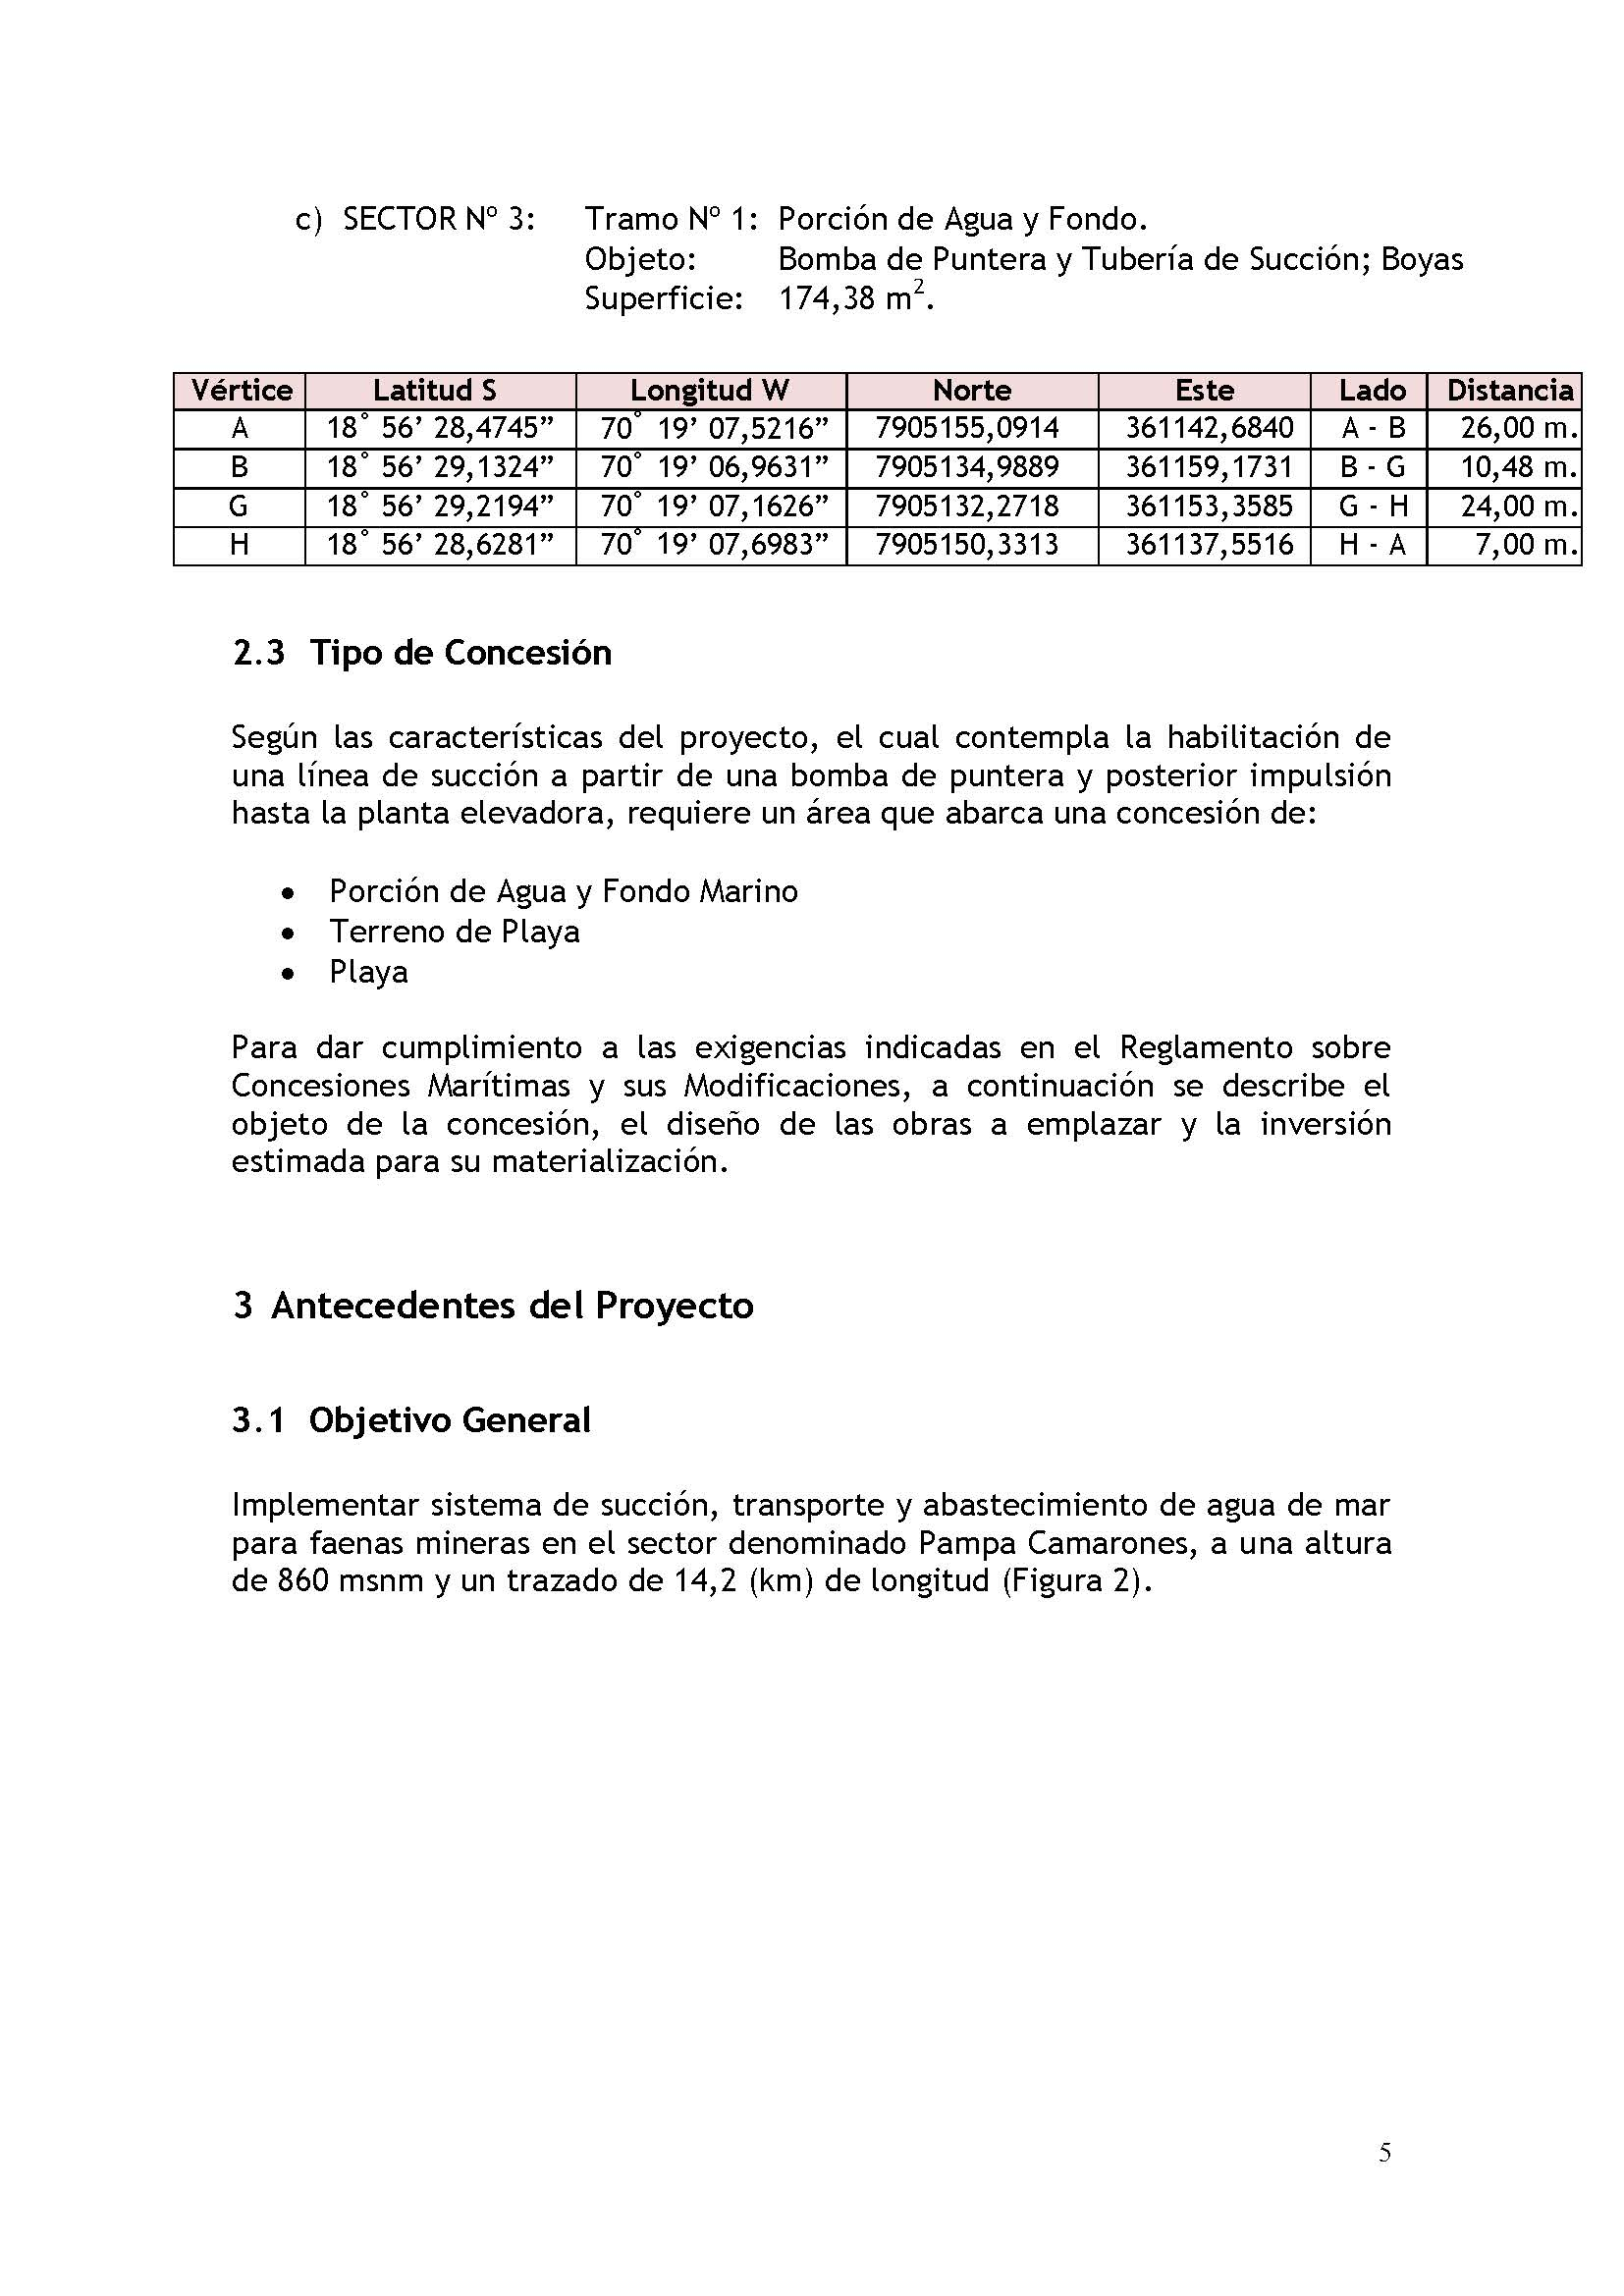 c) SECTOR Nº 3: Tramo Nº 1: Porción de Agua y Fondo.
Objeto: Bomba de Puntera y Tubería de Succión; Boyas
Superficie: 174,38 m².
Vértice Latitud S Longitud W Norte Este Lado Distancia
A 18° 56’ 28,4745” 70° 19’ 07,5216” 7905155,0914 361142,6840 A - B 26,00 m.
B 18° 56’ 29,1324” 70° 19’ 06,9631” 7905134,9889 361159,1731 B - G 10,48 m.
G 18° 56’ 29,2194” 70° 19’ 07,1626” 7905132,2718 361153,3585 G - H 24,00 m.
H 18° 56’ 28,6281” 70° 19’ 07,6983” 7905150,3313 361137,5516 H - A 7,00 m.
2.3 Tipo de Concesión
Según las características del proyecto, el cual contempla la habilitación de
una línea de succión a partir de una bomba de puntera y posterior impulsión
hasta la planta elevadora, requiere un área que abarca una concesión de:
• Porción de Agua y Fondo Marino
• Terreno de Playa
• Playa
Para dar cumplimiento a las exigencias indicadas en el Reglamento sobre
Concesiones Marítimas y sus Modificaciones, a continuación se describe el
objeto de la concesión, el diseño de las obras a emplazar y la inversión
estimada para su materialización.
3 Antecedentes del Proyecto
3.1 Objetivo General
Implementar sistema de succión, transporte y abastecimiento de agua de mar
para faenas mineras en el sector denominado Pampa Camarones, a una altura
de 860 msnm y un trazado de 14,2 (km) de longitud (Figura 2).
5